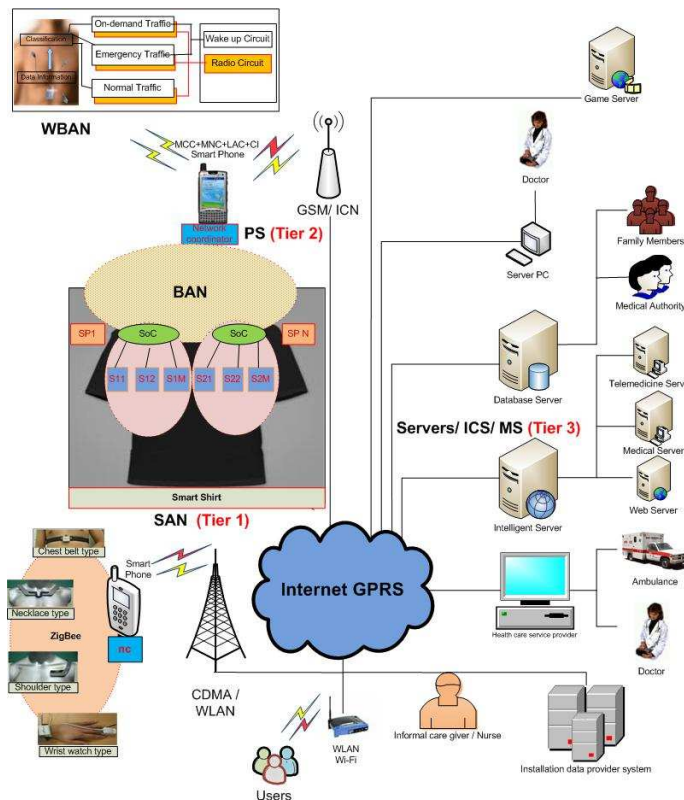 On-demand Traffic
Classification
Wake up Circuit
Emergency Traffic
Radio Circuit
Data Information
Normal Traffic
WBAN
Game Server
MCC+MNC+LAC+CI
Smart Phone
GSM/ ICN
Doctor
Network
coordinator
PS (Tier 2)
Server PC
Family Members
BAN
Medical Authority
SP1
SoC
SoC
SP N
S11
S12
S1M
S21
S22
S2M
Database Server
Telemedicine Serv
Servers/ ICS/ MS (Tier 3)
Medical Server
Smart Shirt
SAN (Tier 1)
Intelligent Server
Web Server
Chest belt type
Smart
Phone
Internet GPRS
Ambulance
Necklace type
ZigBee
nc
Health care service provider
Shoulder type
Doctor
CDMA /
WLAN
Wrist watch type
WLAN
Wi-Fi
Informal care giver / Nurse
Installation data provider system
Users